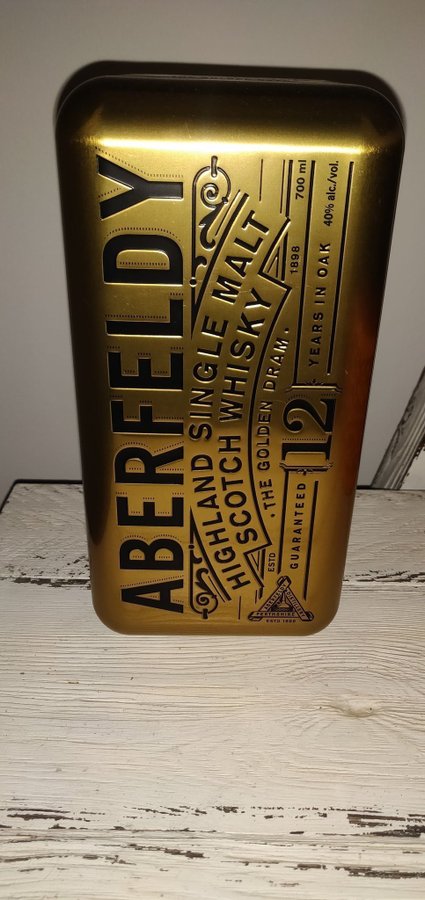 ABERFELDY
HIGHLAND SINGLE MALT
SCOTCH WHISKY
· THE GOLDEN DRAM ·
ESTD 1898
GUARANTEED 12 YEARS IN OAK
700 ml
40% alc./vol.